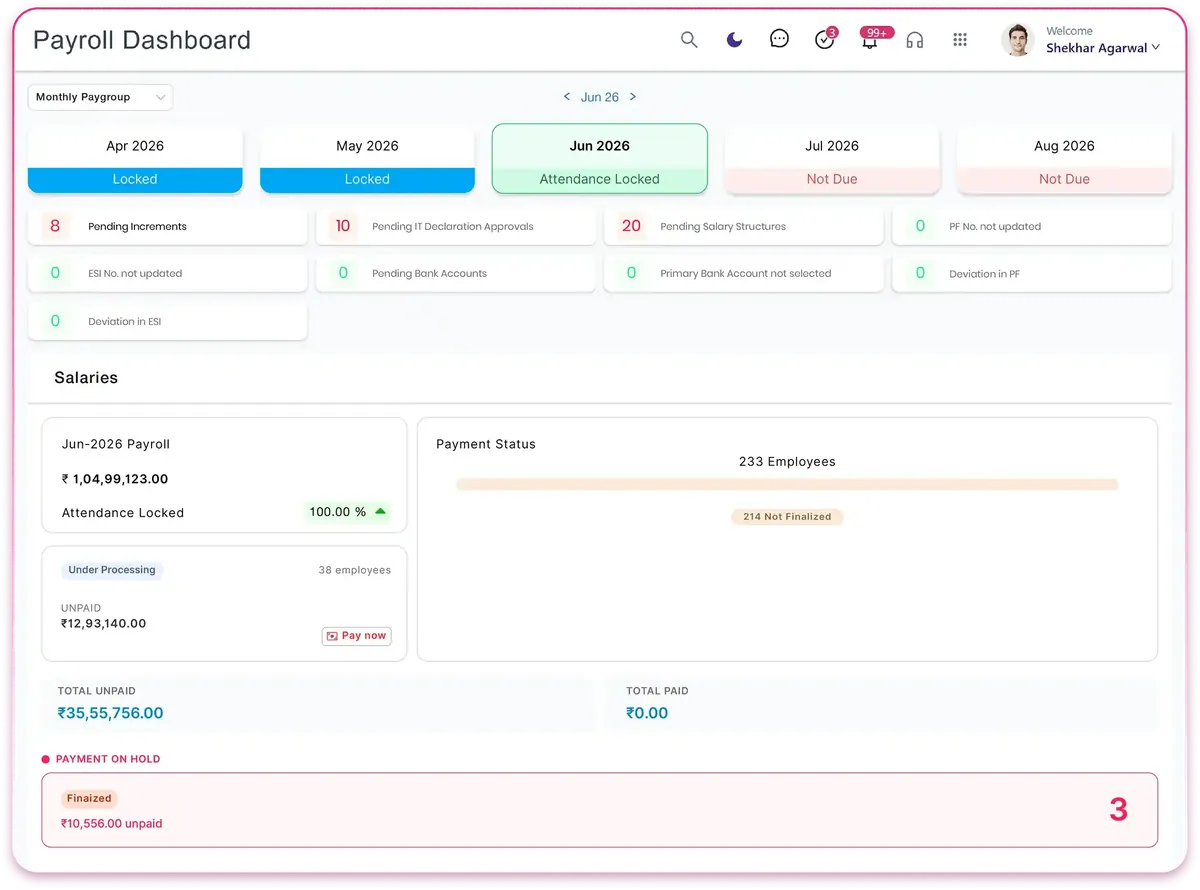 Payroll Dashboard
3
99+
Welcome
Shekhar Agarwal
Monthly Paygroup
< Jun 26 >
Apr 2026
Locked
May 2026
Locked
Jun 2026
Attendance Locked
Jul 2026
Not Due
Aug 2026
Not Due
8 Pending Increments
10 Pending IT Declaration Approvals
20 Pending Salary Structures
0 PF No. not updated
0 ESI No. not updated
0 Pending Bank Accounts
0 Primary Bank Account not selected
0 Deviation in PF
0 Deviation in ESI
Salaries
Jun-2026 Payroll
₹ 1,04,99,123.00
Attendance Locked 100.00 %
Under Processing 38 employees
UNPAID
₹12,93,140.00
Pay now
Payment Status
233 Employees
214 Not Finalized
TOTAL UNPAID
₹35,55,756.00
TOTAL PAID
₹0.00
PAYMENT ON HOLD
Finaized
₹10,556.00 unpaid
3